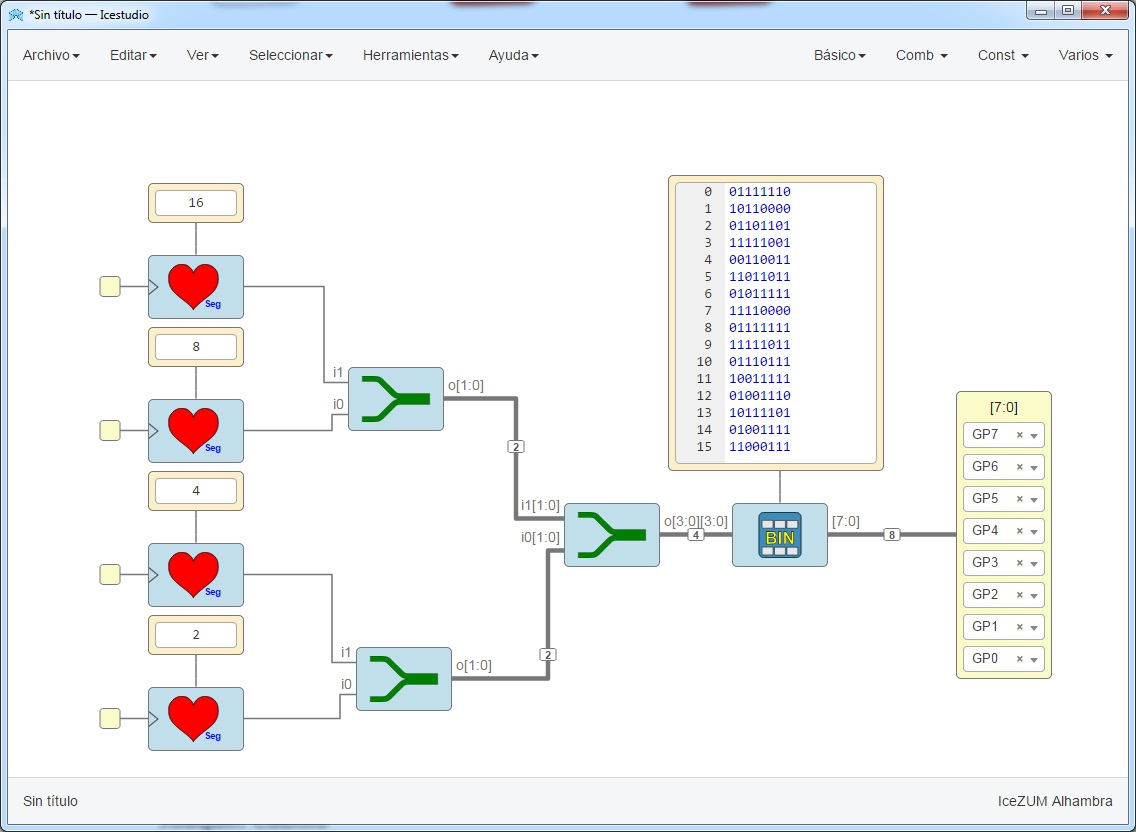 *Sin título — Icestudio
Archivo Editar Ver Seleccionar Herramientas Ayuda Básico Comb Const Varios
16
Seg
8
Seg
4
Seg
2
Seg
i1
i0
o[1:0]
2
i1
i0
o[1:0]
2
i1[1:0]
i0[1:0]
o[3:0][3:0]
4
0 01111110
1 10110000
2 01101101
3 11111001
4 00110011
5 11011011
6 01011111
7 11110000
8 01111111
9 11111011
10 01110111
11 10011111
12 01001110
13 10111101
14 01001111
15 11000111
BIN
[7:0]
8
[7:0]
GP7 ×
GP6 ×
GP5 ×
GP4 ×
GP3 ×
GP2 ×
GP1 ×
GP0 ×
Sin título
IceZUM Alhambra